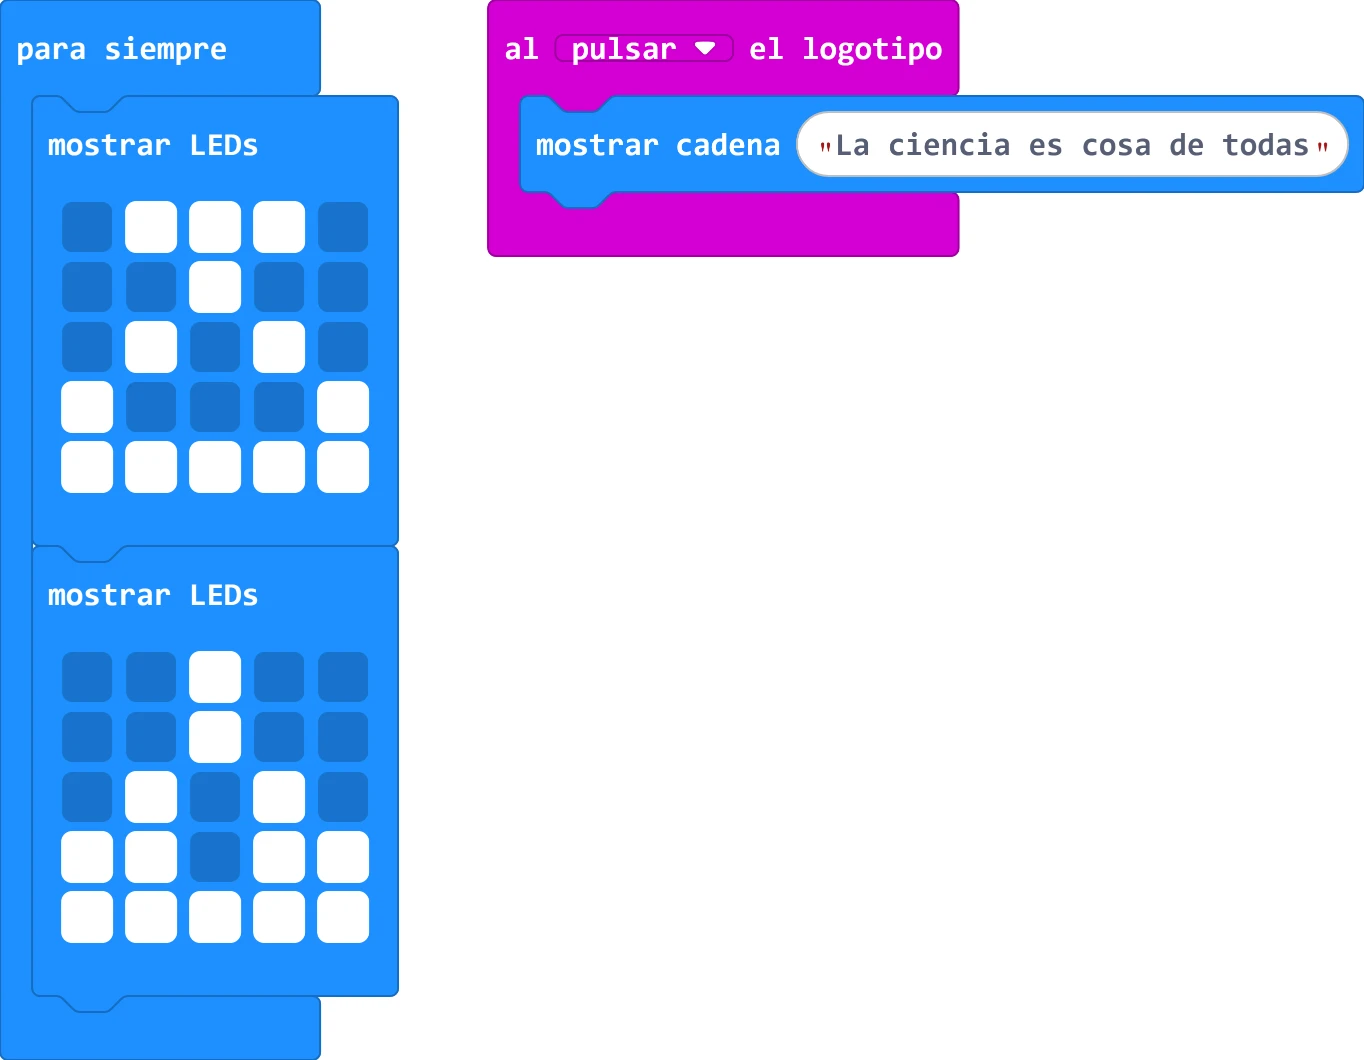 para siempre
mostrar LEDs
mostrar LEDs
al pulsar el logotipo
mostrar cadena "La ciencia es cosa de todas"